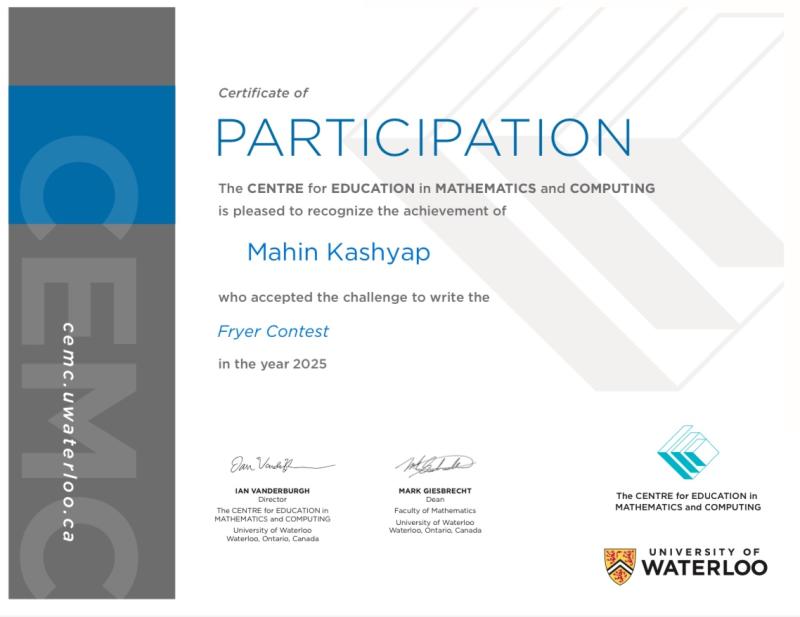 Certificate of
PARTICIPATION
The CENTRE for EDUCATION in MATHEMATICS and COMPUTING
is pleased to recognize the achievement of
Mahin Kashyap
who accepted the challenge to write the
Fryer Contest
in the year 2025
CEMC
cemc.uwaterloo.ca
IAN VANDERBURGH
Director
The CENTRE for EDUCATION in
MATHEMATICS and COMPUTING
University of Waterloo
Waterloo, Ontario, Canada
MARK GIESBRECHT
Dean
Faculty of Mathematics
University of Waterloo
Waterloo, Ontario, Canada
The CENTRE for EDUCATION in
MATHEMATICS and COMPUTING
UNIVERSITY OF
WATERLOO